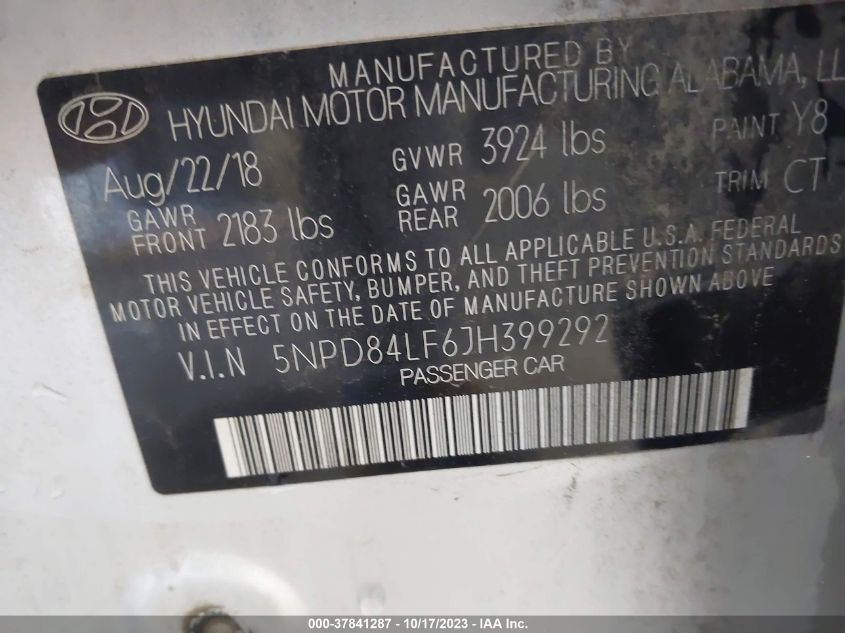 MANUFACTURED BY
HYUNDAI MOTOR MANUFACTURING ALABAMA, LL
Aug/22/18 GVWR 3924 lbs PAINT Y8
GAWR FRONT 2183 lbs GAWR REAR 2006 lbs TRIM CT
THIS VEHICLE CONFORMS TO ALL APPLICABLE U.S.A. FEDERAL
MOTOR VEHICLE SAFETY, BUMPER, AND THEFT PREVENTION STANDARDS
IN EFFECT ON THE DATE OF MANUFACTURE SHOWN ABOVE
V.I.N 5NPD84LF6JH399292
PASSENGER CAR
000-37841287 - 10/17/2023 - IAA Inc.